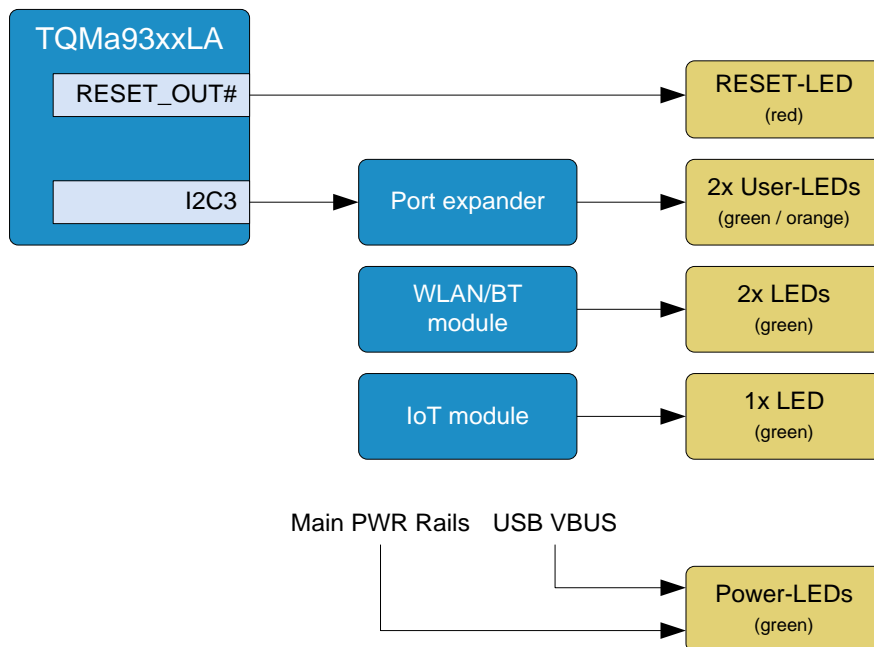 TQMa93xxLA
RESET_OUT#
RESET-LED
(red)
I2C3
Port expander
2x User-LEDs
(green / orange)
WLAN/BT
module
2x LEDs
(green)
IoT module
1x LED
(green)
Main PWR Rails
USB VBUS
Power-LEDs
(green)